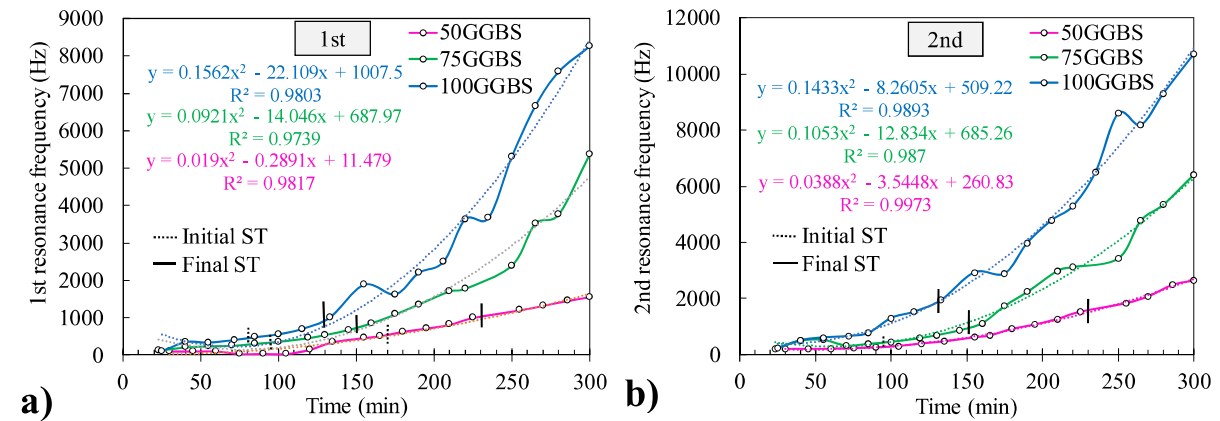 1st
50GGBS
75GGBS
100GGBS
y = 0.1562x² - 22.109x + 1007.5
R² = 0.9803
y = 0.0921x² - 14.046x + 687.97
R² = 0.9739
y = 0.019x² - 0.2891x + 11.479
R² = 0.9817
Initial ST
Final ST
1st resonance frequency (Hz)
9000
8000
7000
6000
5000
4000
3000
2000
1000
0
0 50 100 150 200 250 300
Time (min)
a)
2nd
50GGBS
75GGBS
100GGBS
y = 0.1433x² - 8.2605x + 509.22
R² = 0.9893
y = 0.1053x² - 12.834x + 685.26
R² = 0.987
y = 0.0388x² - 3.5448x + 260.83
R² = 0.9973
Initial ST
Final ST
2nd resonance frequency (Hz)
12000
10000
8000
6000
4000
2000
0
0 50 100 150 200 250 300
Time (min)
b)